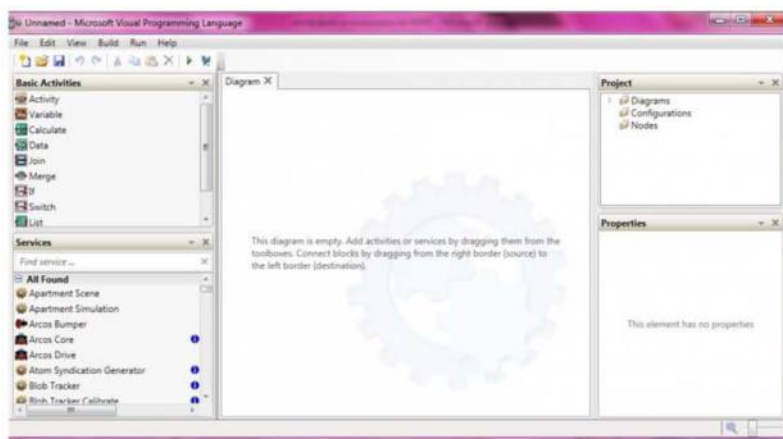 Unnamed - Microsoft Visual Programming Language
File Edit View Build Run Help
Basic Activities
Activity
Variable
Calculate
Data
Join
Merge
If
Switch
List
Services
Find service ...
All Found
Apartment Scene
Apartment Simulation
Arcos Bumper
Arcos Core
Arcos Drive
Atom Syndication Generator
Blob Tracker
Blob Tracker Calibrate
Diagram
This diagram is empty. Add activities or services by dragging them from the
toolboxes. Connect blocks by dragging from the right border (source) to
the left border (destination).
Project
Diagrams
Configurations
Nodes
Properties
This element has no properties